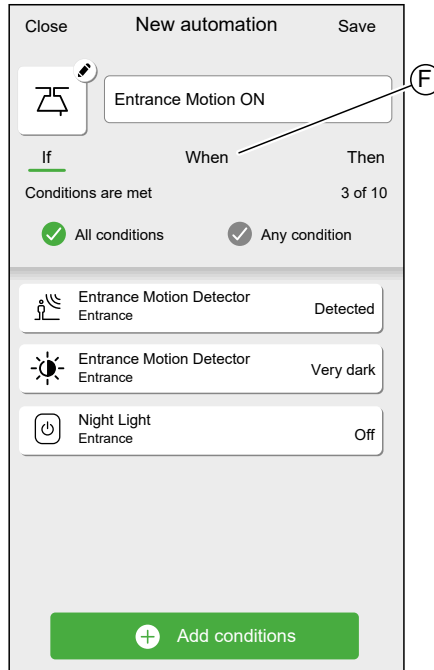 Close New automation Save
Entrance Motion ON
F
If When Then
Conditions are met 3 of 10
All conditions Any condition
Entrance Motion Detector
Entrance
Detected
Entrance Motion Detector
Entrance
Very dark
Night Light
Entrance
Off
Add conditions